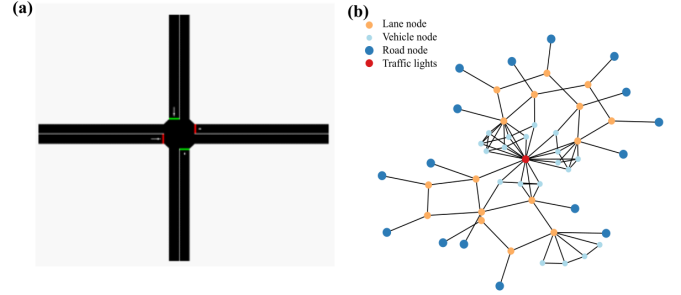 (a)
(b)
Lane node
Vehicle node
Road node
Traffic lights